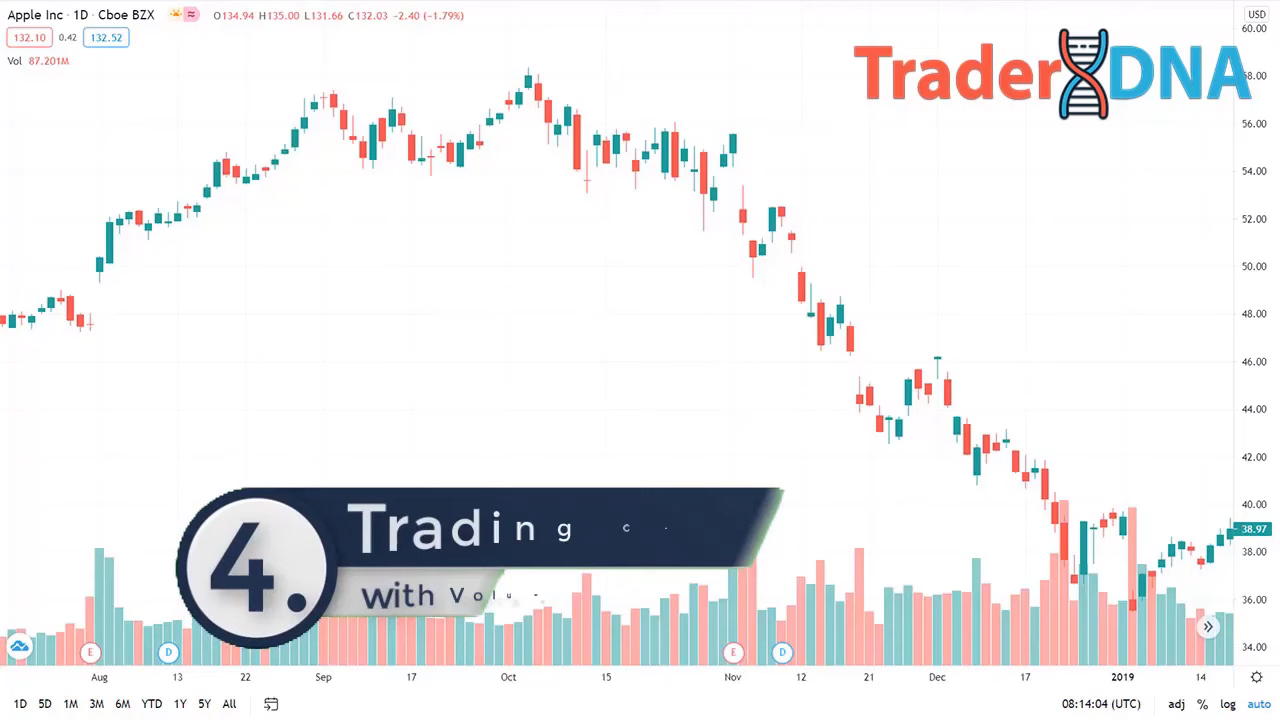 Apple Inc · 1D · Cboe BZX O134.94 H135.00 L131.66 C132.03 -2.40 (-1.79%)
132.10 0.42 132.52
Vol 87.201M
TraderDNA
USD
60.00
58.00
56.00
54.00
52.00
50.00
48.00
46.00
44.00
42.00
40.00
38.97
38.00
36.00
34.00
4. Trading
with
E D E D
Aug 13 22 Sep 17 Oct 15 Nov 12 21 Dec 17 2019 14
1D 5D 1M 3M 6M YTD 1Y 5Y All 08:14:04 (UTC) adj % log auto